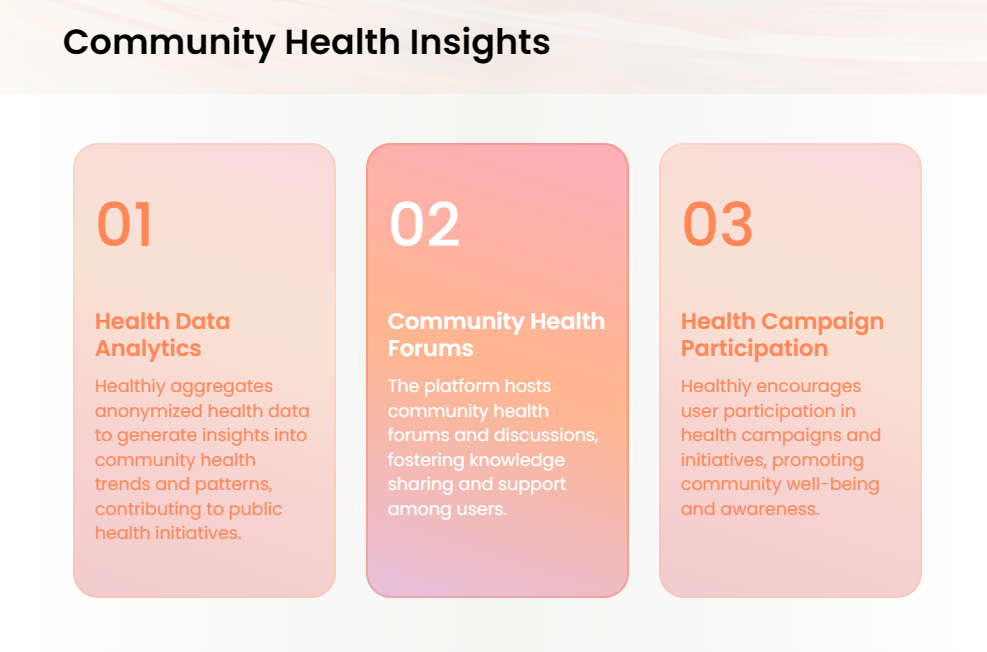 Community Health Insights
01
Health Data
Analytics
Healthiy aggregates
anonymized health data
to generate insights into
community health
trends and patterns,
contributing to public
health initiatives.
02
Community Health
Forums
The platform hosts
community health
forums and discussions,
fostering knowledge
sharing and support
among users.
03
Health Campaign
Participation
Healthiy encourages
user participation in
health campaigns and
initiatives, promoting
community well-being
and awareness.